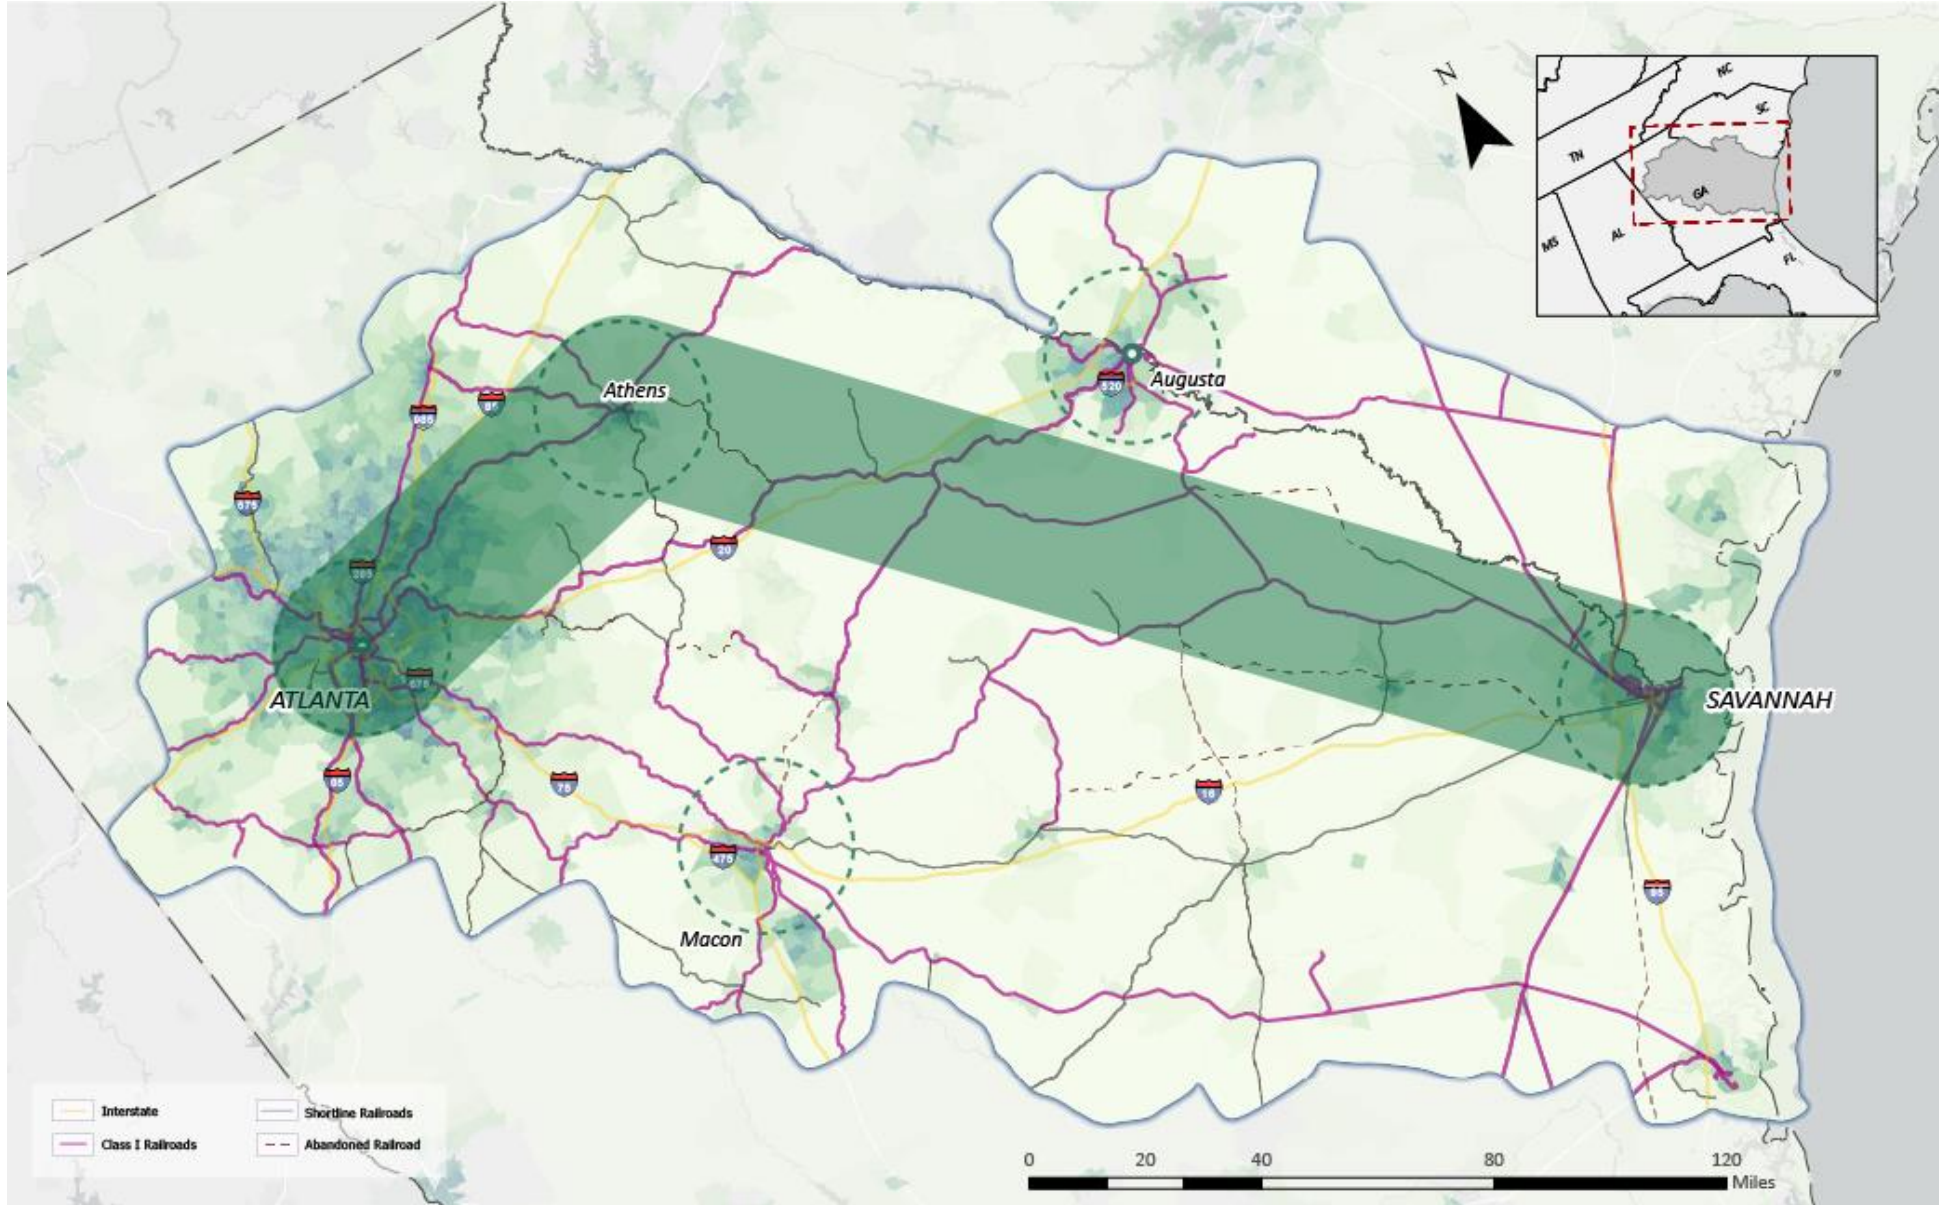 N
NC
SC
TN
GA
MS
AL
FL
Athens
Augusta
985
85
520
575
20
285
675
ATLANTA
SAVANNAH
85
75
16
475
95
Macon
Interstate
Shortline Railroads
Class I Railroads
Abandoned Railroad
0 20 40 80 120
Miles